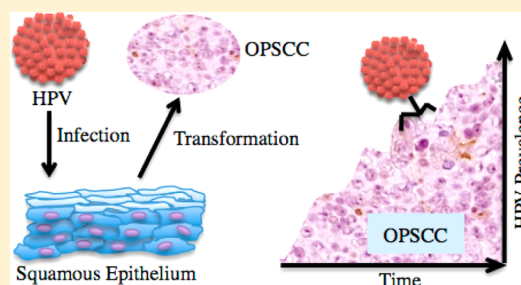 HPV
OPSCC
Infection
Transformation
Squamous Epithelium
HPV Prevalence
OPSCC
Time